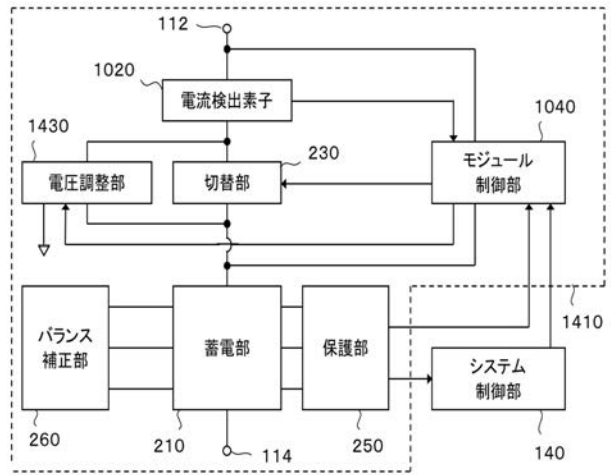 112
1020
電流検出素子
1430
電圧調整部
230
切替部
1040
モジュール
制御部
バランス
補正部
蓄電部
保護部
1410
システム
制御部
260
210
114
250
140